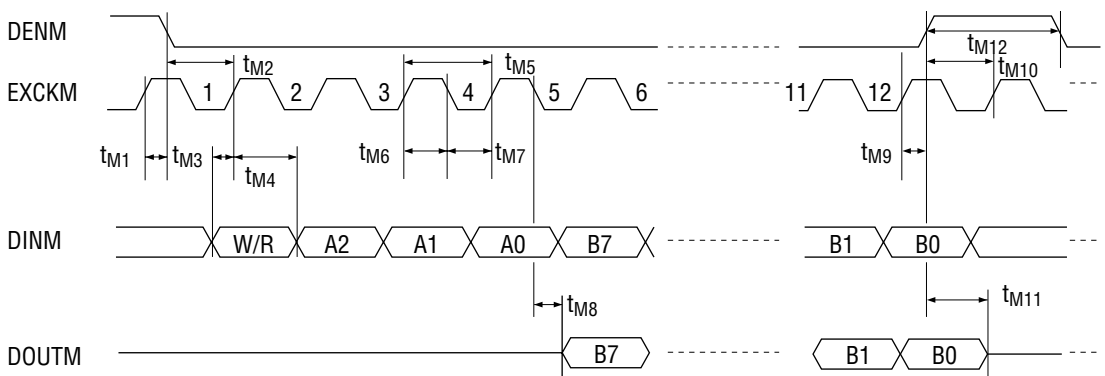 DENM
tM2
tM5
tM12
tM10
EXCKM
1
2
3
4
5
6
11
12
tM1
tM3
tM4
tM6
tM7
tM9
DINM
W/R
A2
A1
A0
B7
B1
B0
tM8
tM11
DOUTM
B7
B1
B0